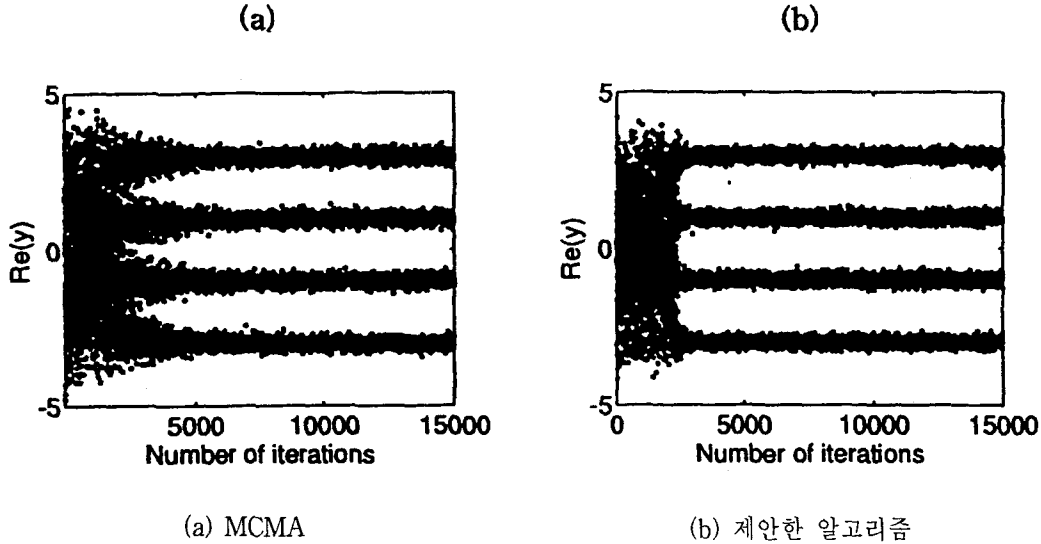 (a)
(b)
5
0
-5
Re(y)
5000
10000
15000
Number of iterations
5
0
-5
Re(y)
0
5000
10000
15000
Number of iterations
(a) MCMA
(b) 제안한 알고리즘